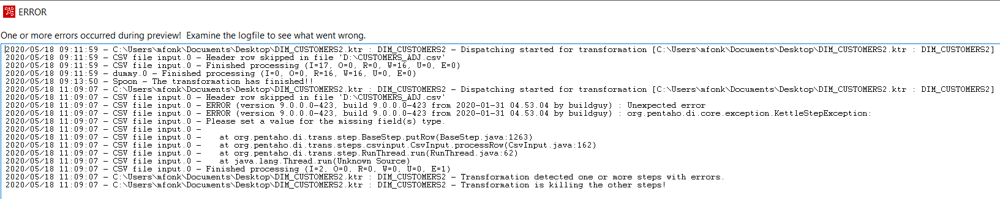 ERROR
One or more errors occurred during preview!  Examine the logfile to see what went wrong.
2020/05/18 09:11:59 - C:\Users\mfonk\Documents\Desktop\DIM_CUSTOMERS2.ktr : DIM_CUSTOMERS2 - Dispatching started for transformation [C:\Users\mfonk\Documents\Desktop\DIM_CUSTOMERS2.ktr : DIM_CUSTOMERS2]
2020/05/18 09:11:59 - CSV file input.0 - Header row skipped in file 'D:\CUSTOMERS_ADJ.csv'
2020/05/18 09:11:59 - CSV file input.0 - Finished processing (I=17, O=0, R=0, W=16, U=0, E=0)
2020/05/18 09:11:59 - dummy.0 - Finished processing (I=0, O=0, R=16, W=16, U=0, E=0)
2020/05/18 09:13:50 - Spoon - The transformation has finished!!
2020/05/18 11:09:07 - C:\Users\mfonk\Documents\Desktop\DIM_CUSTOMERS2.ktr : DIM_CUSTOMERS2 - Dispatching started for transformation [C:\Users\mfonk\Documents\Desktop\DIM_CUSTOMERS2.ktr : DIM_CUSTOMERS2]
2020/05/18 11:09:07 - CSV file input.0 - Header row skipped in file 'D:\CUSTOMERS_ADJ.csv'
2020/05/18 11:09:07 - CSV file input.0 - ERROR (version 9.0.0.0-423, build 9.0.0.0-423 from 2020-01-31 04.53.04 by buildguy) : Unexpected error
2020/05/18 11:09:07 - CSV file input.0 - ERROR (version 9.0.0.0-423, build 9.0.0.0-423 from 2020-01-31 04.53.04 by buildguy) : org.pentaho.di.core.exception.KettleStepException:
2020/05/18 11:09:07 - CSV file input.0 - Please set a value for the missing field(s) type.
2020/05/18 11:09:07 - CSV file input.0 -
2020/05/18 11:09:07 - CSV file input.0 -    at org.pentaho.di.trans.step.BaseStep.putRow(BaseStep.java:1263)
2020/05/18 11:09:07 - CSV file input.0 -    at org.pentaho.di.trans.steps.csvinput.CsvInput.processRow(CsvInput.java:162)
2020/05/18 11:09:07 - CSV file input.0 -    at org.pentaho.di.trans.step.RunThread.run(RunThread.java:62)
2020/05/18 11:09:07 - CSV file input.0 -    at java.lang.Thread.run(Unknown Source)
2020/05/18 11:09:07 - CSV file input.0 - Finished processing (I=2, O=0, R=0, W=0, U=0, E=1)
2020/05/18 11:09:07 - C:\Users\mfonk\Documents\Desktop\DIM_CUSTOMERS2.ktr : DIM_CUSTOMERS2 - Transformation detected one or more steps with errors.
2020/05/18 11:09:07 - C:\Users\mfonk\Documents\Desktop\DIM_CUSTOMERS2.ktr : DIM_CUSTOMERS2 - Transformation is killing the other steps!